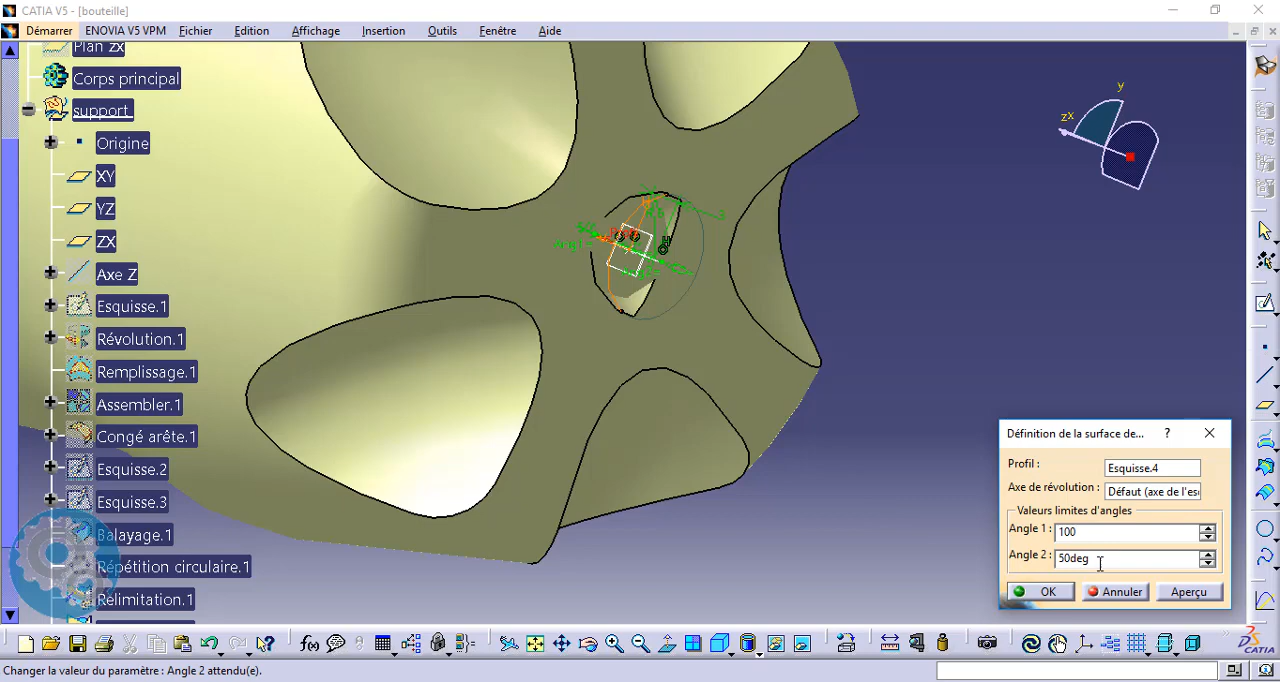 CATIA V5 - [bouteille]
Démarrer ENOVIA V5 VPM Fichier Edition Affichage Insertion Outils Fenêtre Aide
Plan zx
Corps principal
support
Origine
XY
YZ
ZX
Axe Z
Esquisse.1
Révolution.1
Remplissage.1
Assembler.1
Congé arête.1
Esquisse.2
Esquisse.3
Balayage.1
Répétition circulaire.1
Relimitation.1
y
zx
H
Angle
Définition de la surface de... ?
Profil : Esquisse.4
Axe de révolution : Défaut (axe de l'es
Valeurs limites d'angles
Angle 1 : 100
Angle 2 : 50deg
OK Annuler Aperçu
f(x)
CATIA
Changer la valeur du paramètre : Angle 2 attendu(e).